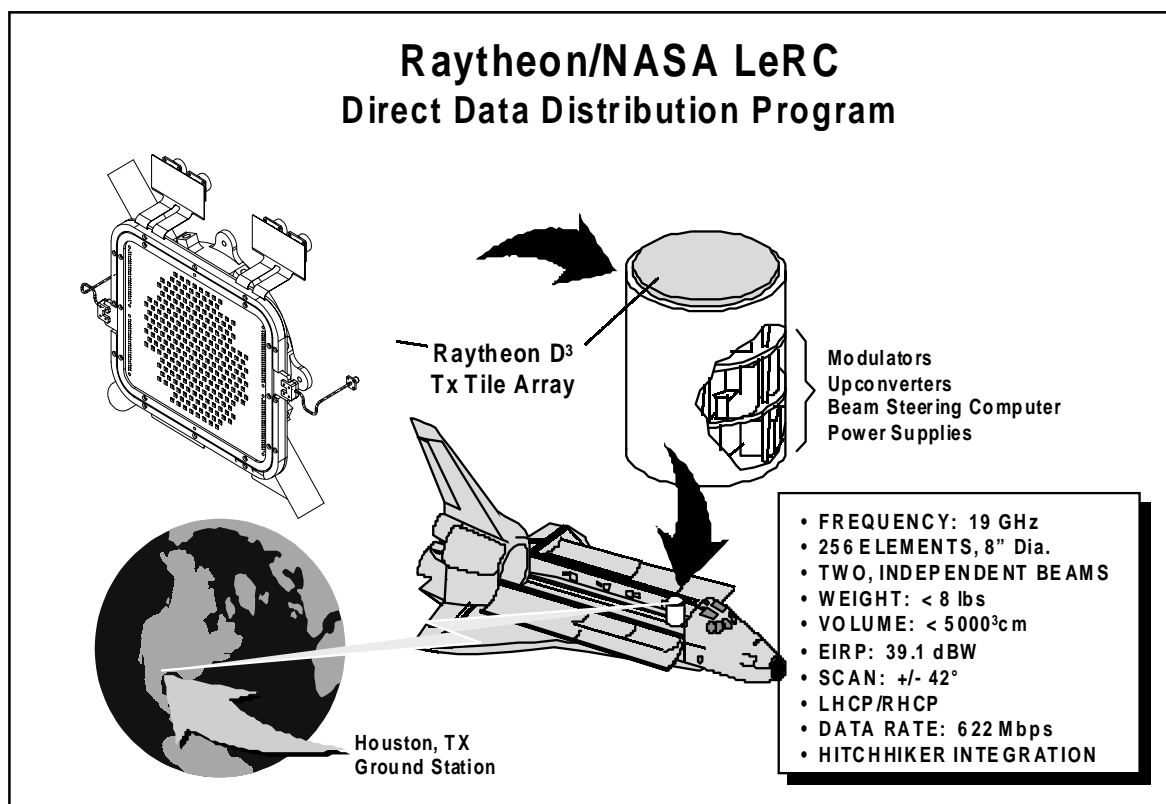 Raytheon/NASA LeRC
Direct Data Distribution Program
Raytheon D³
Tx Tile Array
Modulators
Upconverters
Beam Steering Computer
Power Supplies
• FREQUENCY: 19 GHz
• 256 ELEMENTS, 8” Dia.
• TWO, INDEPENDENT BEAMS
• WEIGHT: < 8 lbs
• VOLUME: < 5000³cm
• EIRP: 39.1 dBW
• SCAN: +/- 42°
• LHCP/RHCP
• DATA RATE: 622 Mbps
• HITCHHIKER INTEGRATION
Houston, TX
Ground Station